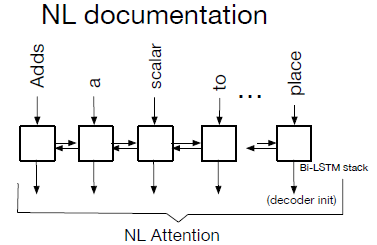 NL documentation
Adds a scalar to ... place
Bi-LSTM stack
(decoder init)
NL Attention